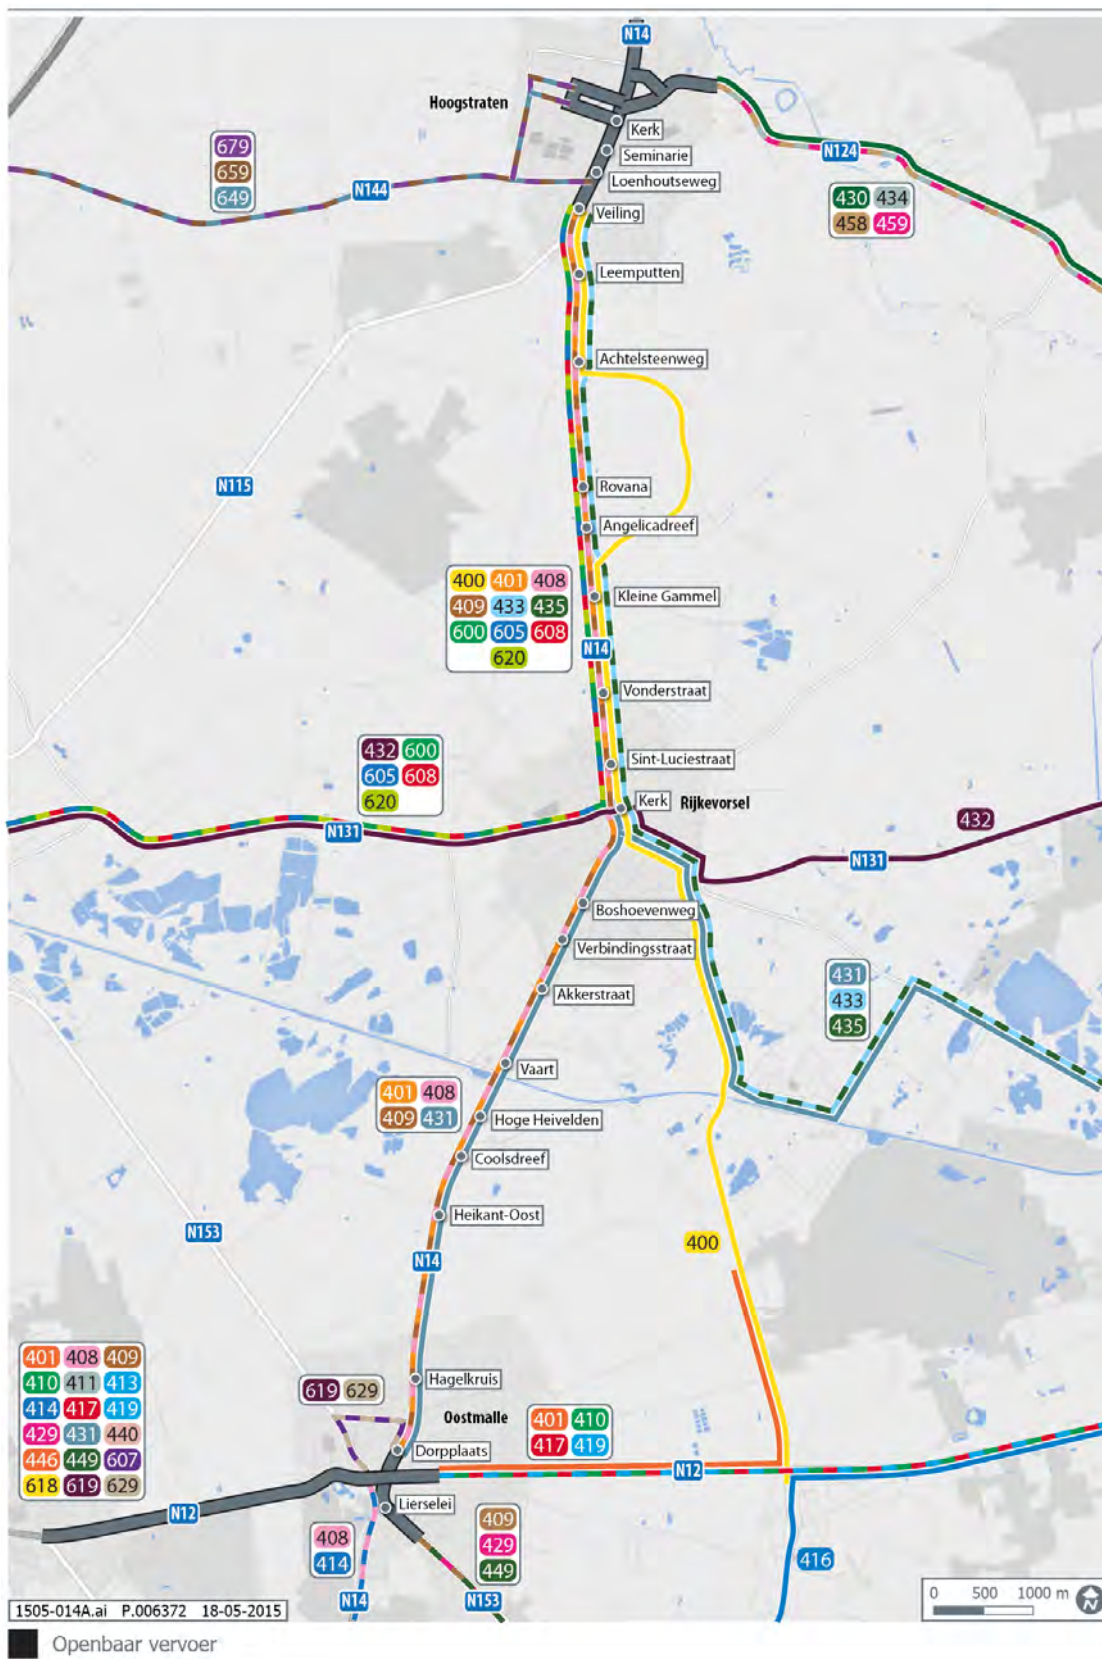 N14
Hoogstraten
Kerk
679
659
649
Seminarie
N124
Loenhoutseweg
N144
430 434
458 459
Veiling
Leemputten
Achtelsteenweg
N115
Rovana
Angelicadreef
400 401 408
409 433 435
600 605 608
620
Kleine Gammel
N14
Vonderstraat
432 600
605 608
620
Sint-Luciestraat
Kerk Rijkevorsel
432
N131
N131
Boshoevenweg
Verbindingsstraat
431
433
435
Akkerstraat
Vaart
401 408
409 431
Hoge Heivelden
Coolsdreef
Heikant-Oost
N153
400
N14
401 408 409
410 411 413
414 417 419
429 431 440
446 449 607
618 619 629
619 629
Hagelkruis
Oostmalle
401 410
417 419
Dorpplaats
N12
N12
Lierselei
408
414
409
429
449
416
N14
N153
0 500 1000 m
N
1505-014A.ai P.006372 18-05-2015
Openbaar vervoer